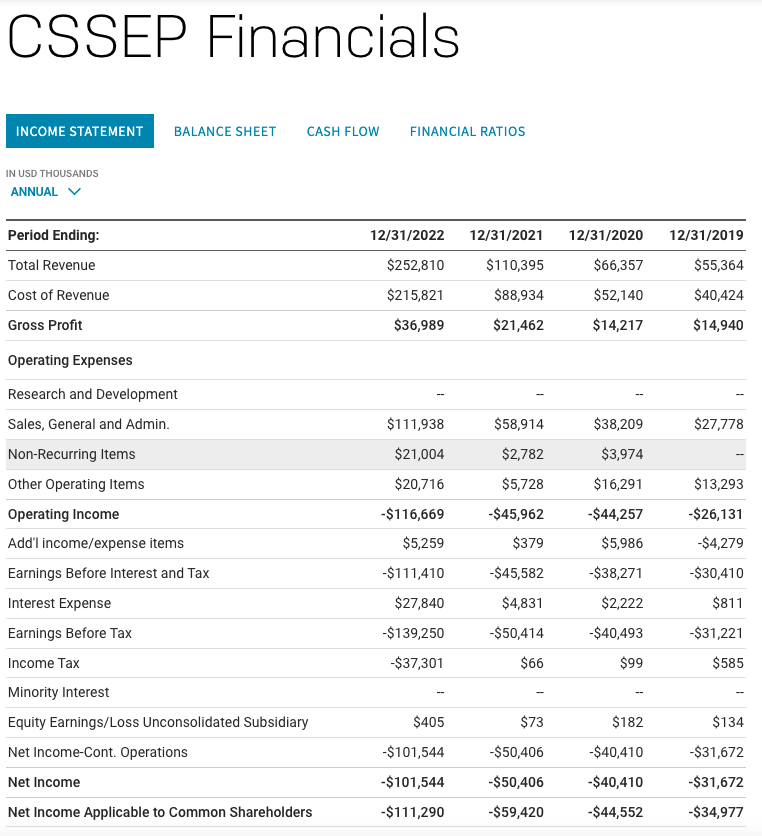 CSSEP Financials
INCOME STATEMENT BALANCE SHEET CASH FLOW FINANCIAL RATIOS
IN USD THOUSANDS
ANNUAL
Period Ending: 12/31/2022 12/31/2021 12/31/2020 12/31/2019
Total Revenue $252,810 $110,395 $66,357 $55,364
Cost of Revenue $215,821 $88,934 $52,140 $40,424
Gross Profit $36,989 $21,462 $14,217 $14,940
Operating Expenses
Research and Development -- -- -- --
Sales, General and Admin. $111,938 $58,914 $38,209 $27,778
Non-Recurring Items $21,004 $2,782 $3,974 --
Other Operating Items $20,716 $5,728 $16,291 $13,293
Operating Income -$116,669 -$45,962 -$44,257 -$26,131
Add'l income/expense items $5,259 $379 $5,986 -$4,279
Earnings Before Interest and Tax -$111,410 -$45,582 -$38,271 -$30,410
Interest Expense $27,840 $4,831 $2,222 $811
Earnings Before Tax -$139,250 -$50,414 -$40,493 -$31,221
Income Tax -$37,301 $66 $99 $585
Minority Interest -- -- -- --
Equity Earnings/Loss Unconsolidated Subsidiary $405 $73 $182 $134
Net Income-Cont. Operations -$101,544 -$50,406 -$40,410 -$31,672
Net Income -$101,544 -$50,406 -$40,410 -$31,672
Net Income Applicable to Common Shareholders -$111,290 -$59,420 -$44,552 -$34,977